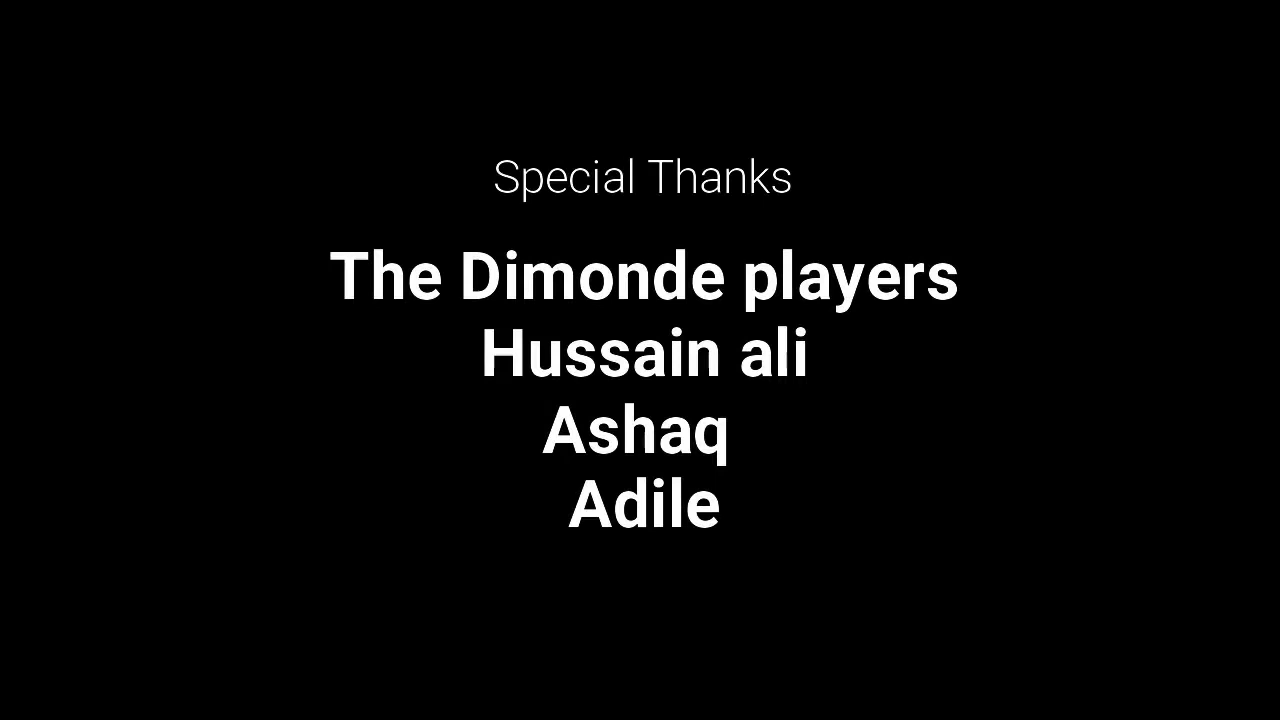 Special Thanks
The Dimonde players
Hussain ali
Ashaq
Adile